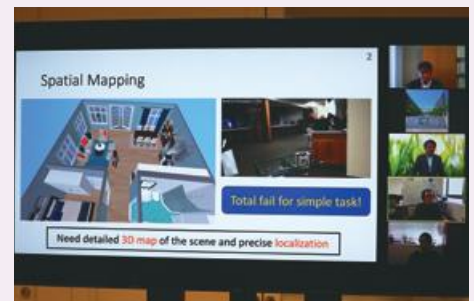 2
Spatial Mapping
Total fail for simple task!
Need detailed 3D map of the scene and precise localization